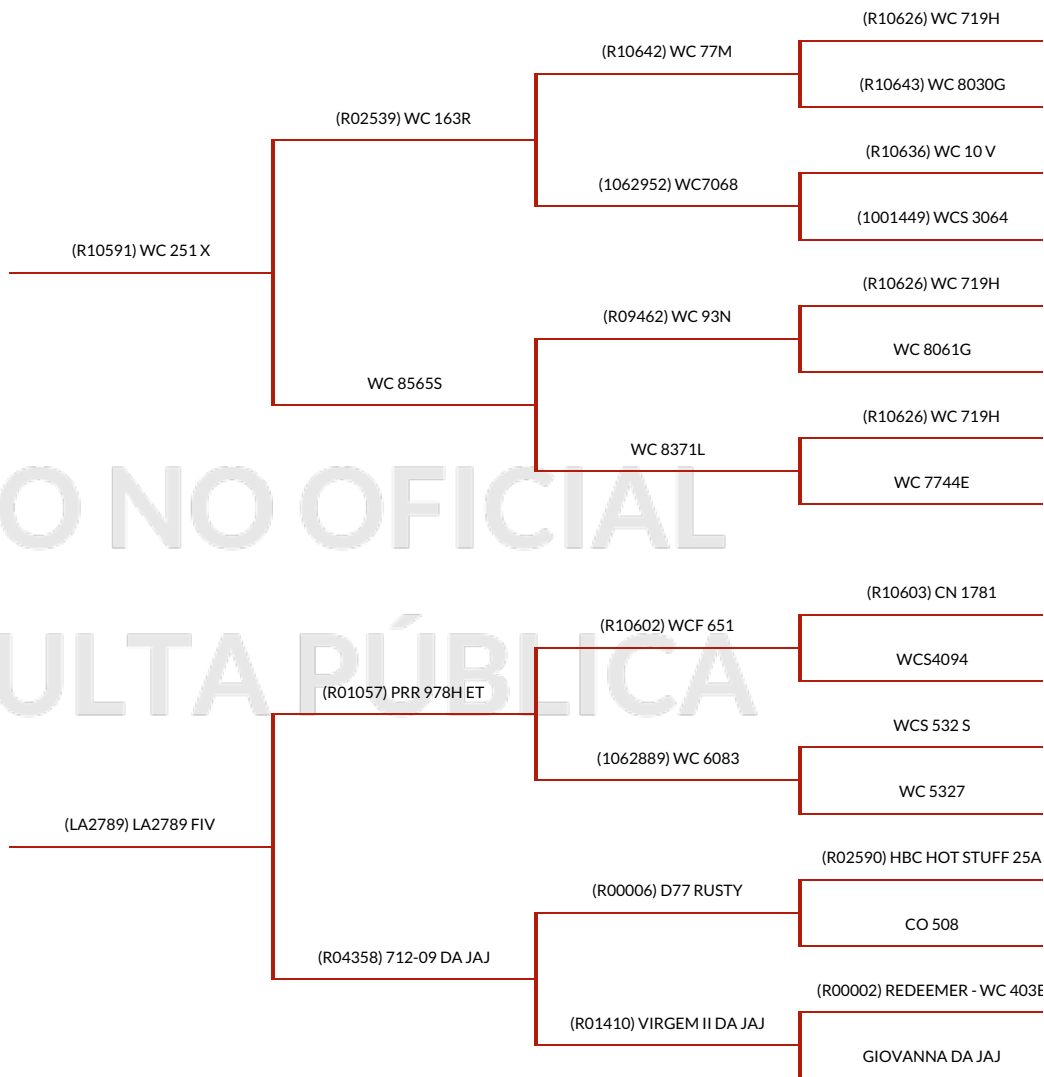 (R10626) WC 719H
(R10642) WC 77M
(R10643) WC 8030G
(R02539) WC 163R
(R10636) WC 10 V
(1062952) WC7068
(1001449) WCS 3064
(R10591) WC 251 X
(R10626) WC 719H
(R09462) WC 93N
WC 8061G
WC 8565S
(R10626) WC 719H
WC 8371L
WC 7744E
O NO OFICIAL
(R10603) CN 1781
(R10602) WCF 651
WCS4094
ULTA PÚBLICA
(R01057) PRR 978H ET
WCS 532 S
(1062889) WC 6083
WC 5327
(LA2789) LA2789 FIV
(R02590) HBC HOT STUFF 25A
(R00006) D77 RUSTY
CO 508
(R04358) 712-09 DA JAJ
(R00002) REDEEMER - WC 403E
(R01410) VIRGEM II DA JAJ
GIOVANNA DA JAJ